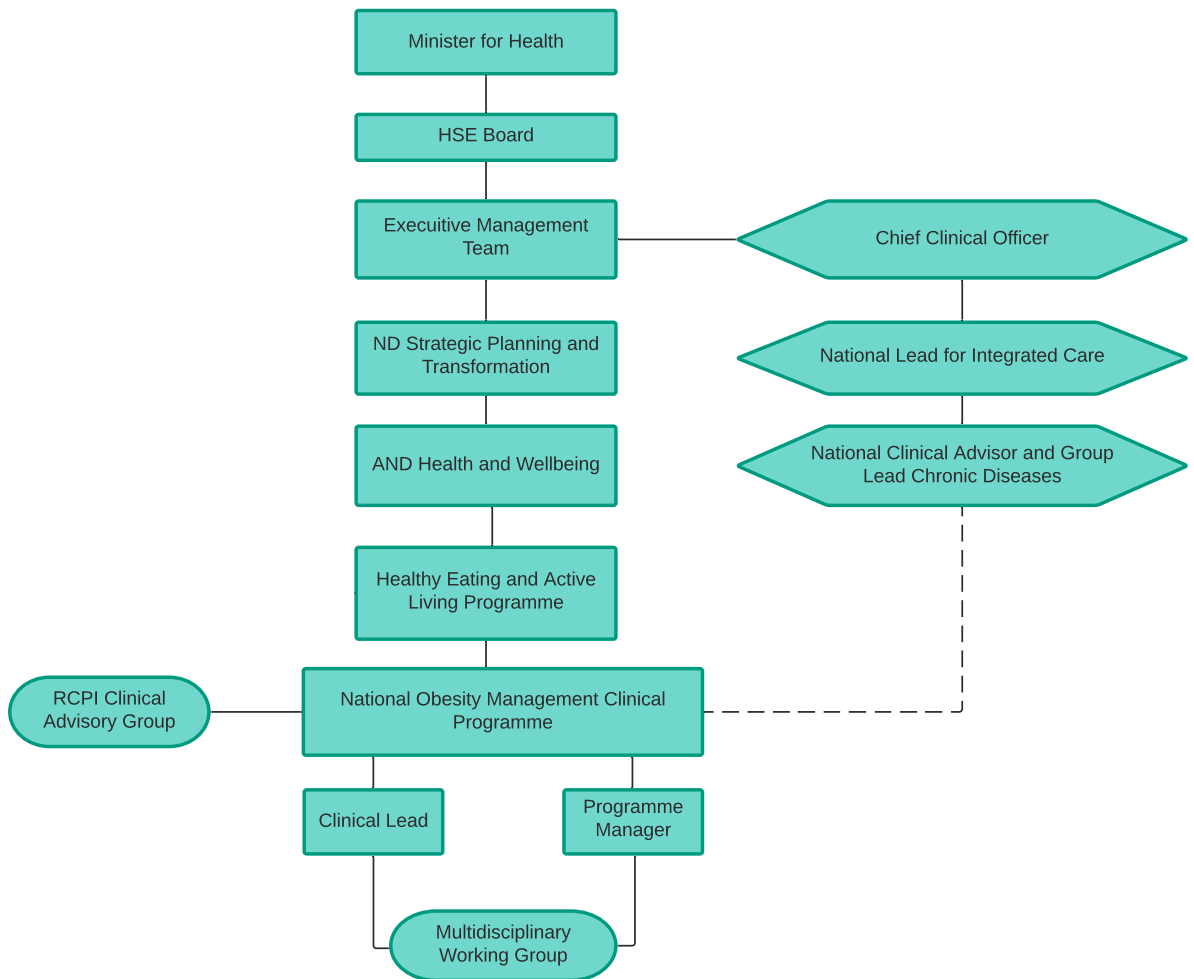 Minister for Health
HSE Board
Execuitive Management
Team
Chief Clinical Officer
ND Strategic Planning and
Transformation
National Lead for Integrated Care
AND Health and Wellbeing
National Clinical Advisor and Group
Lead Chronic Diseases
Healthy Eating and Active
Living Programme
RCPI Clinical
Advisory Group
National Obesity Management Clinical
Programme
Clinical Lead
Programme
Manager
Multidisciplinary
Working Group